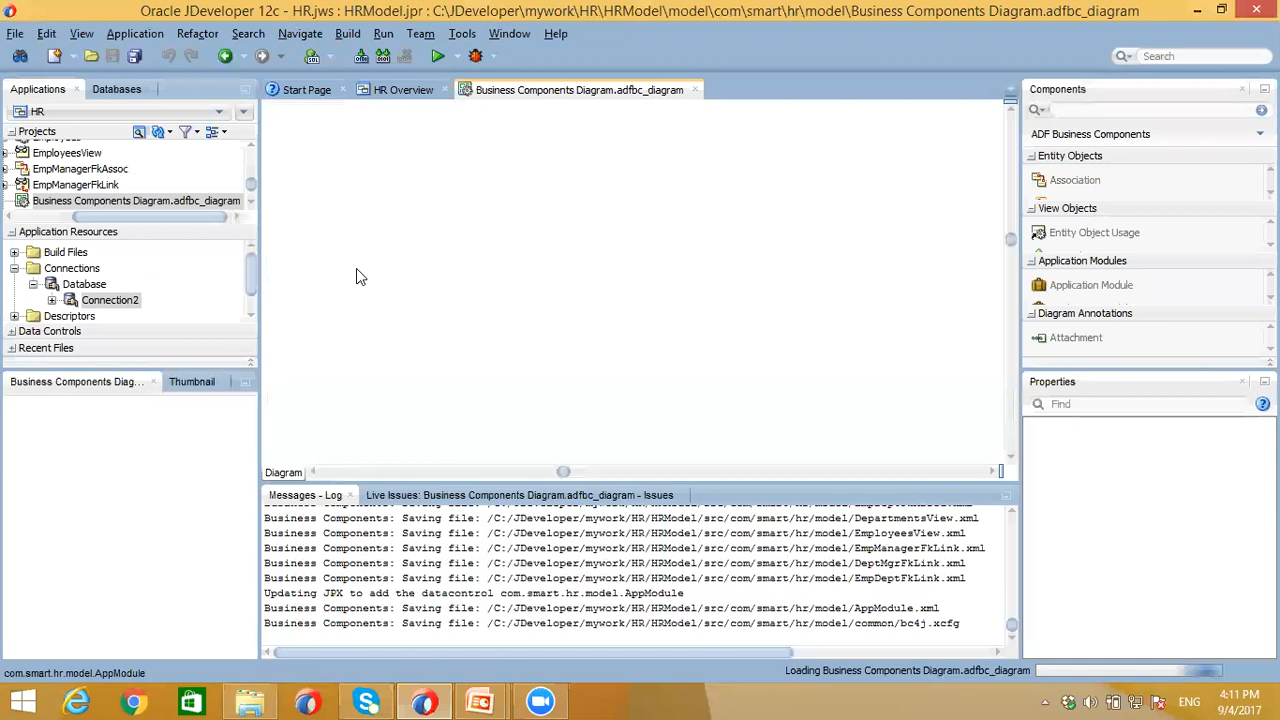 Oracle JDeveloper 12c - HR.jws : HRModel.jpr : C:\JDeveloper\mywork\HR\HRModel\model\com\smart\hr\model\Business Components Diagram.adfbc_diagram
File Edit View Application Refactor Search Navigate Build Run Team Tools Window Help
Search
Applications Databases
Start Page HR Overview Business Components Diagram.adfbc_diagram
Components
HR
Projects
EmployeesView
EmpManagerFkAssoc
EmpManagerFkLink
Business Components Diagram.adfbc_diagram
Application Resources
Build Files
Connections
Database
Connection2
Descriptors
Data Controls
Recent Files
Business Components Diag... Thumbnail
ADF Business Components
Entity Objects
Association
View Objects
Entity Object Usage
Application Modules
Application Module
Diagram Annotations
Attachment
Properties
Find
Diagram
Messages - Log Live Issues: Business Components Diagram.adfbc_diagram - Issues
Business Components: Saving file: /C:/JDeveloper/mywork/HR/HRModel/src/com/smart/hr/model/DepartmentsView.xml
Business Components: Saving file: /C:/JDeveloper/mywork/HR/HRModel/src/com/smart/hr/model/EmployeesView.xml
Business Components: Saving file: /C:/JDeveloper/mywork/HR/HRModel/src/com/smart/hr/model/EmpManagerFkLink.xml
Business Components: Saving file: /C:/JDeveloper/mywork/HR/HRModel/src/com/smart/hr/model/DeptMgrFkLink.xml
Business Components: Saving file: /C:/JDeveloper/mywork/HR/HRModel/src/com/smart/hr/model/EmpDeptFkLink.xml
Updating JPX to add the datacontrol com.smart.hr.model.AppModule
Business Components: Saving file: /C:/JDeveloper/mywork/HR/HRModel/src/com/smart/hr/model/AppModule.xml
Business Components: Saving file: /C:/JDeveloper/mywork/HR/HRModel/src/com/smart/hr/model/common/bc4j.xcfg
com.smart.hr.model.AppModule
Loading Business Components Diagram.adfbc_diagram
ENG
4:11 PM
9/4/2017